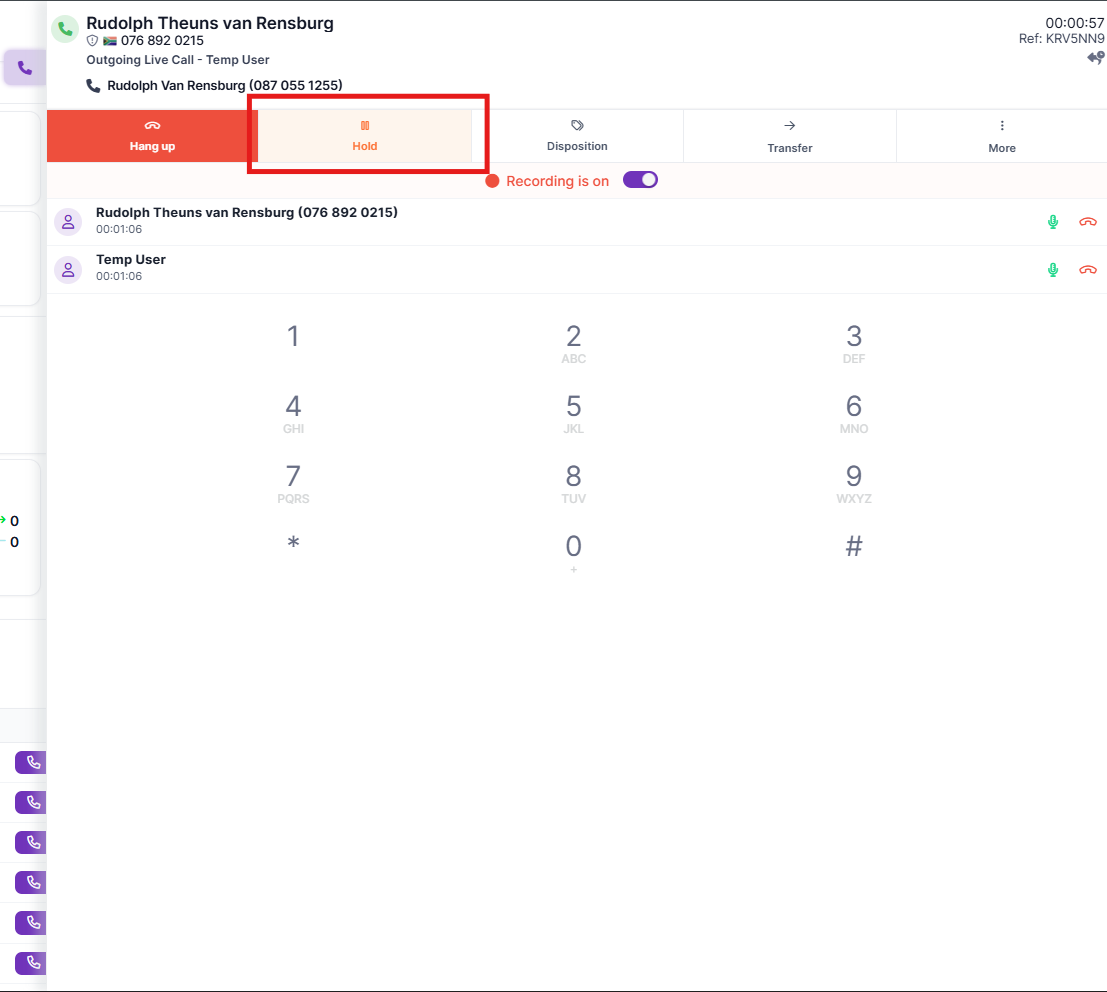 Rudolph Theuns van Rensburg
00:00:57
076 892 0215
Ref: KRV5NN9
Outgoing Live Call - Temp User
Rudolph Van Rensburg (087 055 1255)
Hang up
Hold
Disposition
Transfer
More
Recording is on
Rudolph Theuns van Rensburg (076 892 0215)
00:01:06
Temp User
00:01:06
1
2
ABC
3
DEF
4
GHI
5
JKL
6
MNO
7
PQRS
8
TUV
9
WXYZ
*
0
+
#
0
0